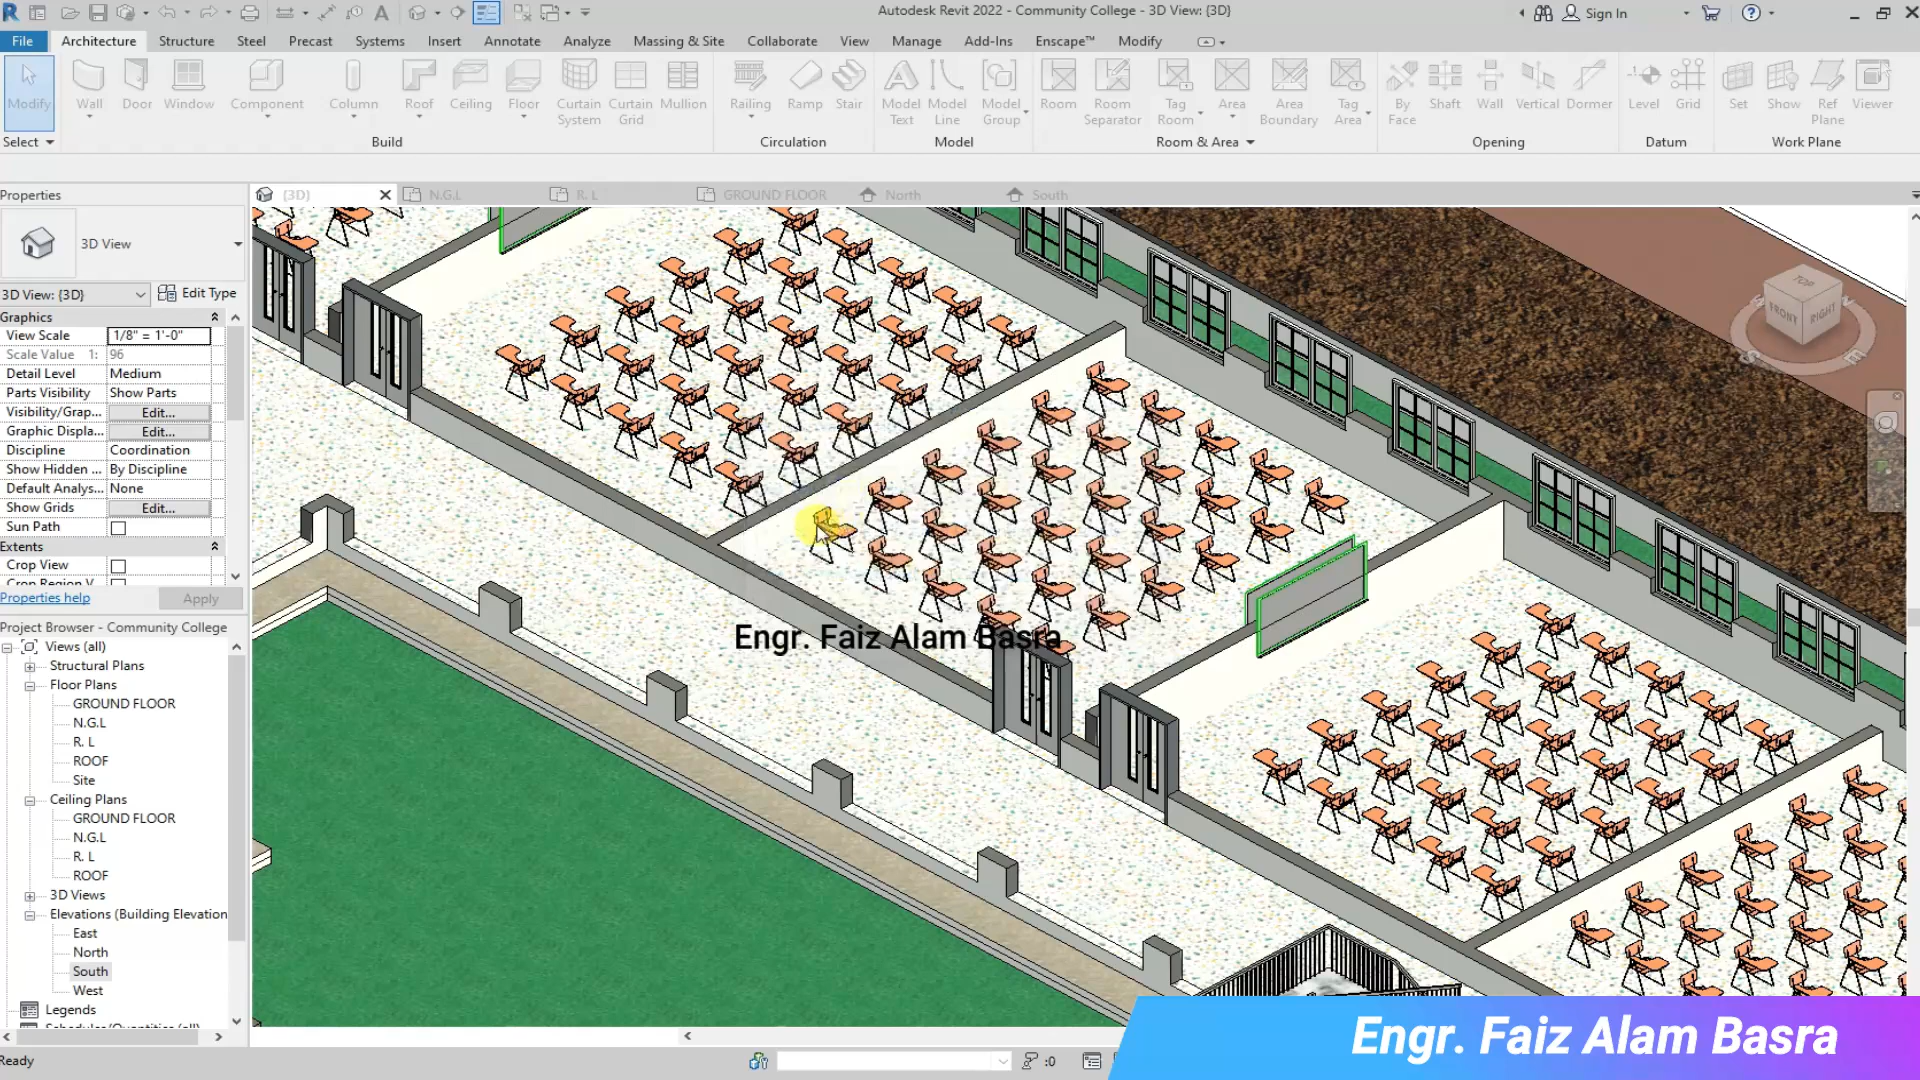 Autodesk Revit 2022 - Community College - 3D View: {3D}
Sign In
File Architecture Structure Steel Precast Systems Insert Annotate Analyze Massing & Site Collaborate View Manage Add-Ins Enscape™ Modify
Modify Wall Door Window Component Column Roof Ceiling Floor Curtain System Curtain Grid Mullion Railing Ramp Stair Model Text Model Line Model Group Room Room Separator Tag Room Area Area Boundary Tag Area By Face Shaft Wall Vertical Dormer Level Grid Set Show Ref Plane Viewer
Select Build Circulation Model Room & Area Opening Datum Work Plane
Properties
{3D} N.G.L R. L GROUND FLOOR North South
3D View
3D View: {3D} Edit Type
Graphics
View Scale 1/8" = 1'-0"
Scale Value 1: 96
Detail Level Medium
Parts Visibility Show Parts
Visibility/Grap... Edit...
Graphic Displa... Edit...
Discipline Coordination
Show Hidden ... By Discipline
Default Analys... None
Show Grids Edit...
Sun Path
Extents
Crop View
Properties help Apply
Project Browser - Community College
Views (all)
Structural Plans
Floor Plans
GROUND FLOOR
N.G.L
R. L
ROOF
Site
Ceiling Plans
GROUND FLOOR
N.G.L
R. L
ROOF
3D Views
Elevations (Building Elevation
East
North
South
West
Legends
TOP
FRONT RIGHT
S E
Engr. Faiz Alam Basra
Ready
:0
Engr. Faiz Alam Basra